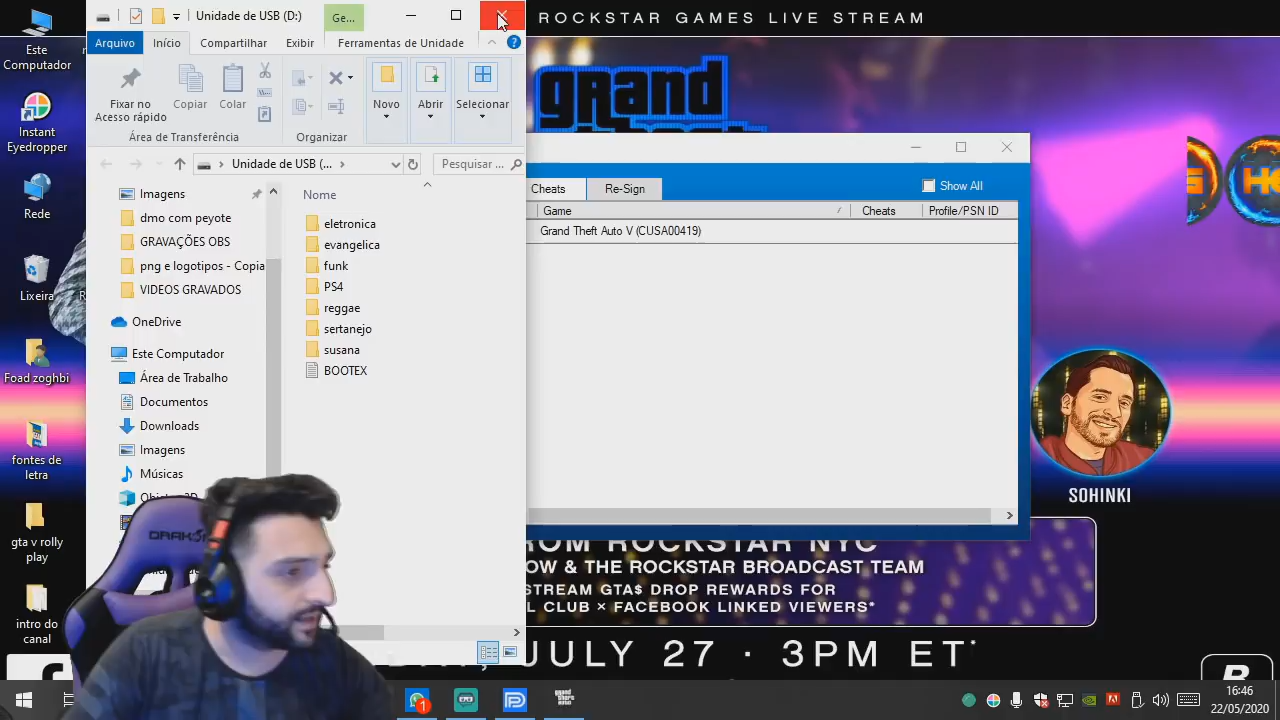 Unidade de USB (D:)
Ge...
ROCKSTAR GAMES LIVE STREAM
Este
Computador
Arquivo
Início
Compartilhar
Exibir
Ferramentas de Unidade
Fixar no
Acesso rápido
Copiar
Colar
Novo
Abrir
Selecionar
Área de Transferência
Organizar
grand
Instant
Eyedropper
Unidade de USB (...
Pesquisar ...
Cheats
Re-Sign
Show All
Imagens
dmo com peyote
GRAVAÇÕES OBS
png e logotipos - Copia
VIDEOS GRAVADOS
OneDrive
Este Computador
Área de Trabalho
Documentos
Downloads
Imagens
Músicas
Nome
eletronica
evangelica
funk
PS4
reggae
sertanejo
susana
BOOTEX
Game
Cheats
Profile/PSN ID
Grand Theft Auto V (CUSA00419)
Rede
Lixeira
Foad zoghbi
fontes de
letra
gta v rolly
play
intro do
canal
SOHINKI
FROM ROCKSTAR NYC
OW & THE ROCKSTAR BROADCAST TEAM
STREAM GTA$ DROP REWARDS FOR
L CLUB × FACEBOOK LINKED VIEWERS*
JULY 27 · 3PM ET*
1
16:46
22/05/2020